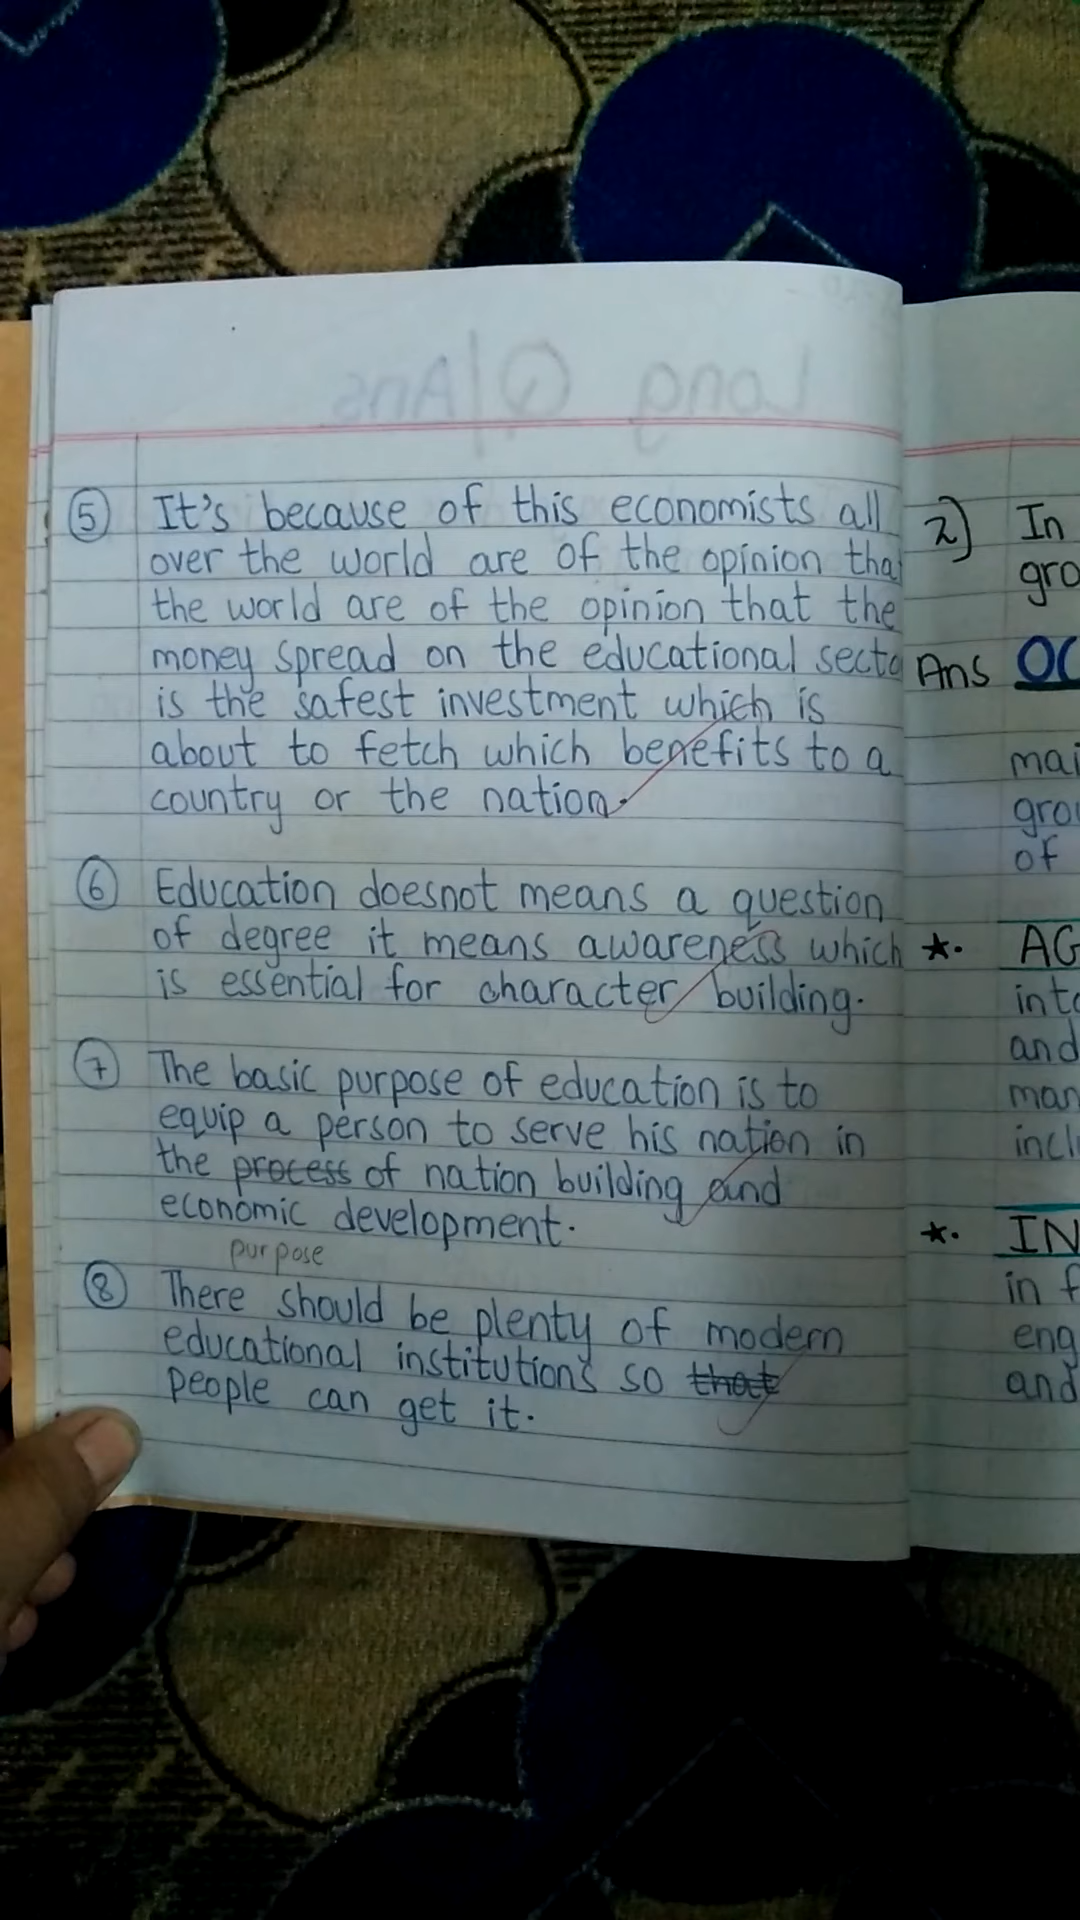 Long Q|Ans
5 It's because of this economists all
over the world are of the opinion tha
the world are of the opinion that the
money spread on the educational secto
is the safest investment which is
about to fetch which benefits to a
country or the nation.
6 Education doesnot means a question
of degree it means awareness which
is essential for character building.
7 The basic purpose of education is to
equip a person to serve his nation in
the process of nation building and
economic development.
purpose
8 There should be plenty of modern
educational institutions so that
people can get it.
2) In
gro
Ans OC
mai
grou
of
★. AG
into
and
man
incl
★. IN
in f
eng
and